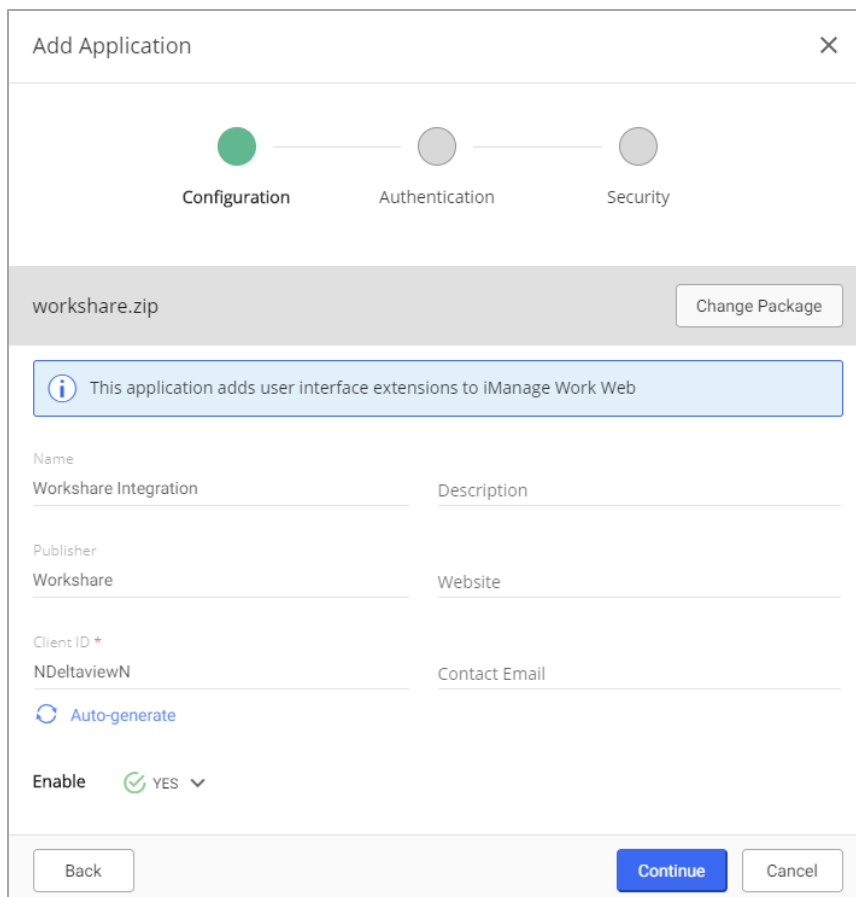 Add Application
Configuration Authentication Security
workshare.zip Change Package
This application adds user interface extensions to iManage Work Web
Name
Workshare Integration Description
Publisher
Workshare Website
Client ID *
NDeltaviewN Contact Email
Auto-generate
Enable YES
Back Continue Cancel